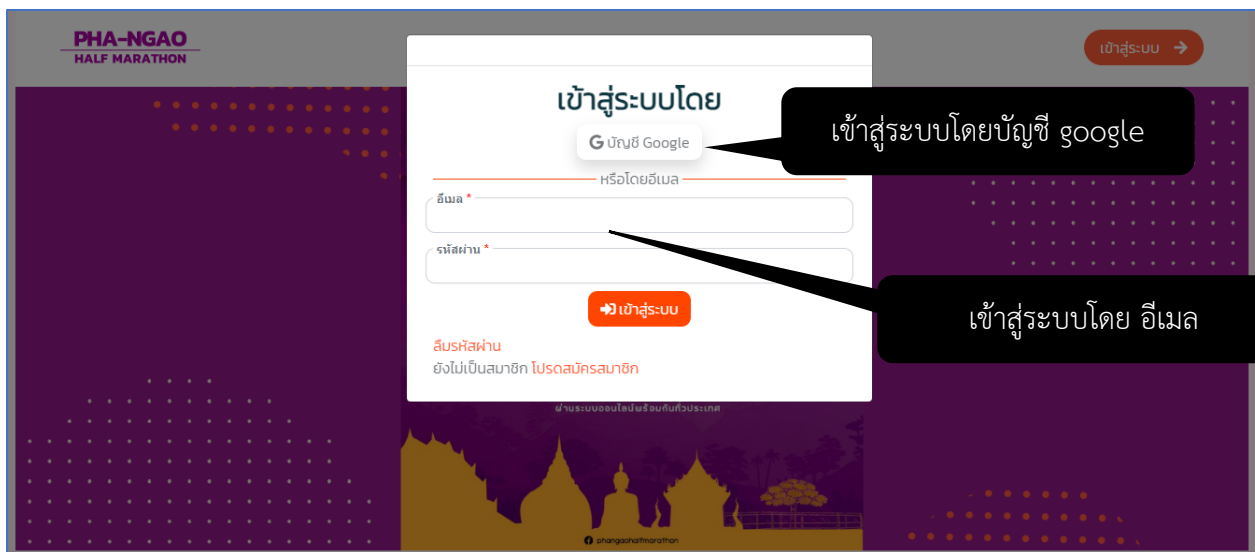 PHA-NGAO
HALF MARATHON
เข้าสู่ระบบ
เข้าสู่ระบบโดย
บัญชี Google
เข้าสู่ระบบโดยบัญชี google
หรือโดยอีเมล
อีเมล *
รหัสผ่าน *
เข้าสู่ระบบ
เข้าสู่ระบบโดย อีเมล
ลืมรหัสผ่าน
ยังไม่เป็นสมาชิก โปรดสมัครสมาชิก
ผ่านระบบออนไลน์พร้อมกันทั่วประเทศ
phangaohalfmarathon